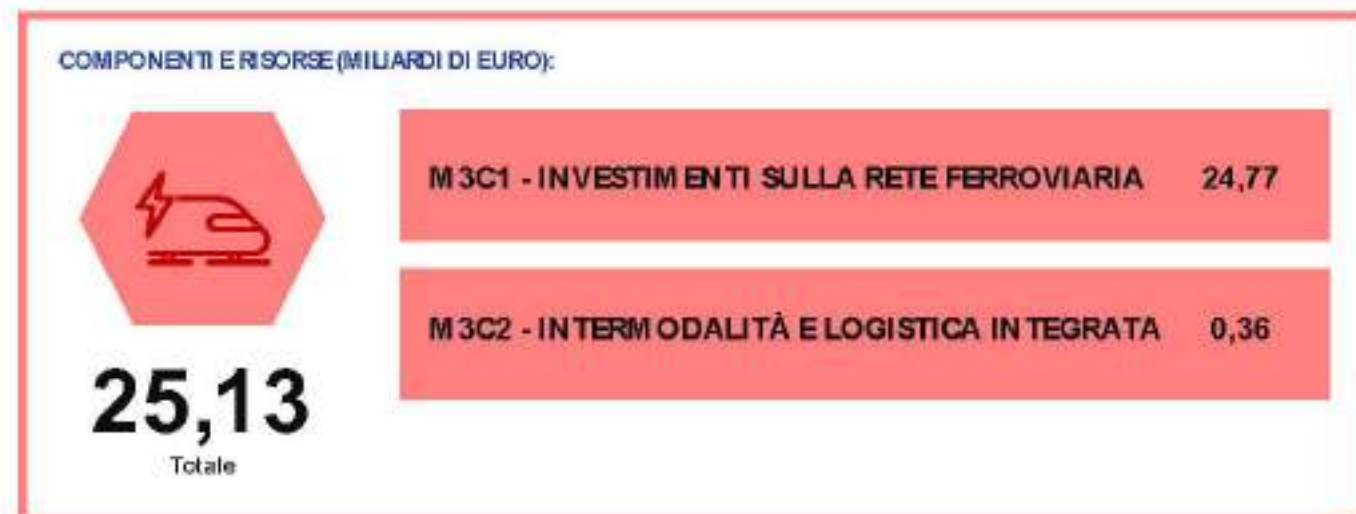 COMPONENTI E RISORSE (MILIARDI DI EURO):
M3C1 - INVESTIMENTI SULLA RETE FERROVIARIA 24,77
M3C2 - INTERMODALITÀ E LOGISTICA INTEGRATA 0,36
25,13
Totale